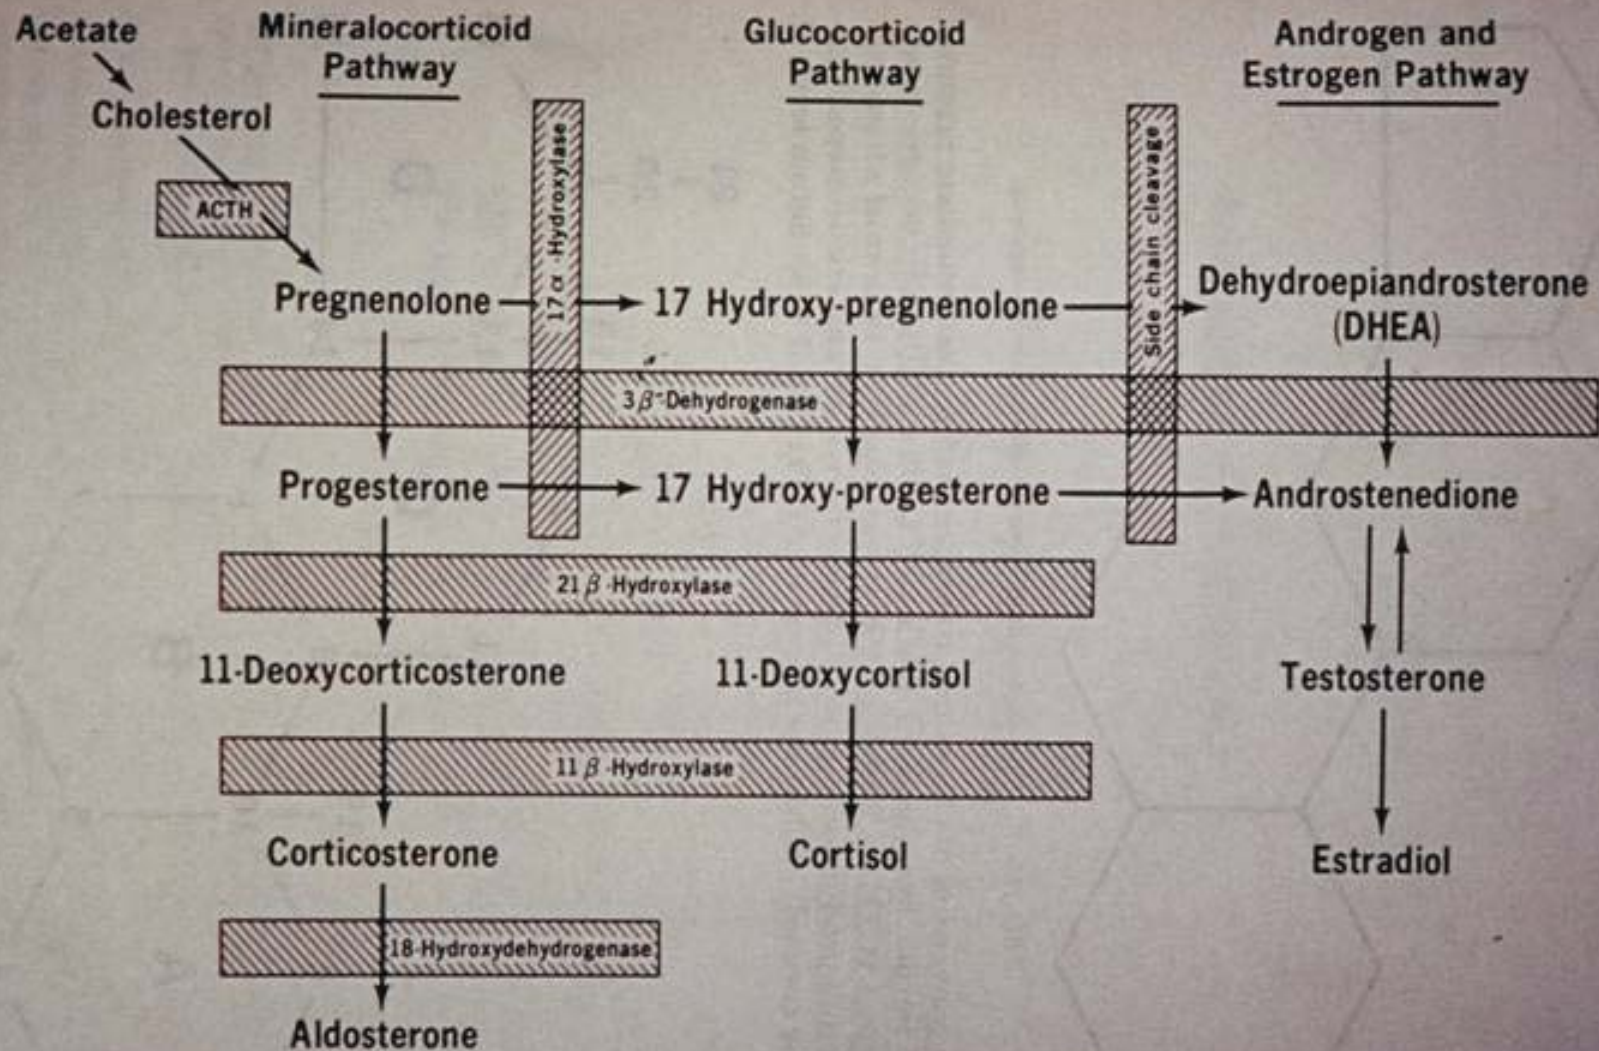 Acetate
Mineralocorticoid
Pathway
Glucocorticoid
Pathway
Androgen and
Estrogen Pathway
Cholesterol
ACTH
17α-Hydroxylase
Side chain cleavage
Pregnenolone
17 Hydroxy-pregnenolone
Dehydroepiandrosterone
(DHEA)
3β-Dehydrogenase
Progesterone
17 Hydroxy-progesterone
Androstenedione
21β-Hydroxylase
11-Deoxycorticosterone
11-Deoxycortisol
Testosterone
11β-Hydroxylase
Corticosterone
Cortisol
Estradiol
18-Hydroxydehydrogenase
Aldosterone